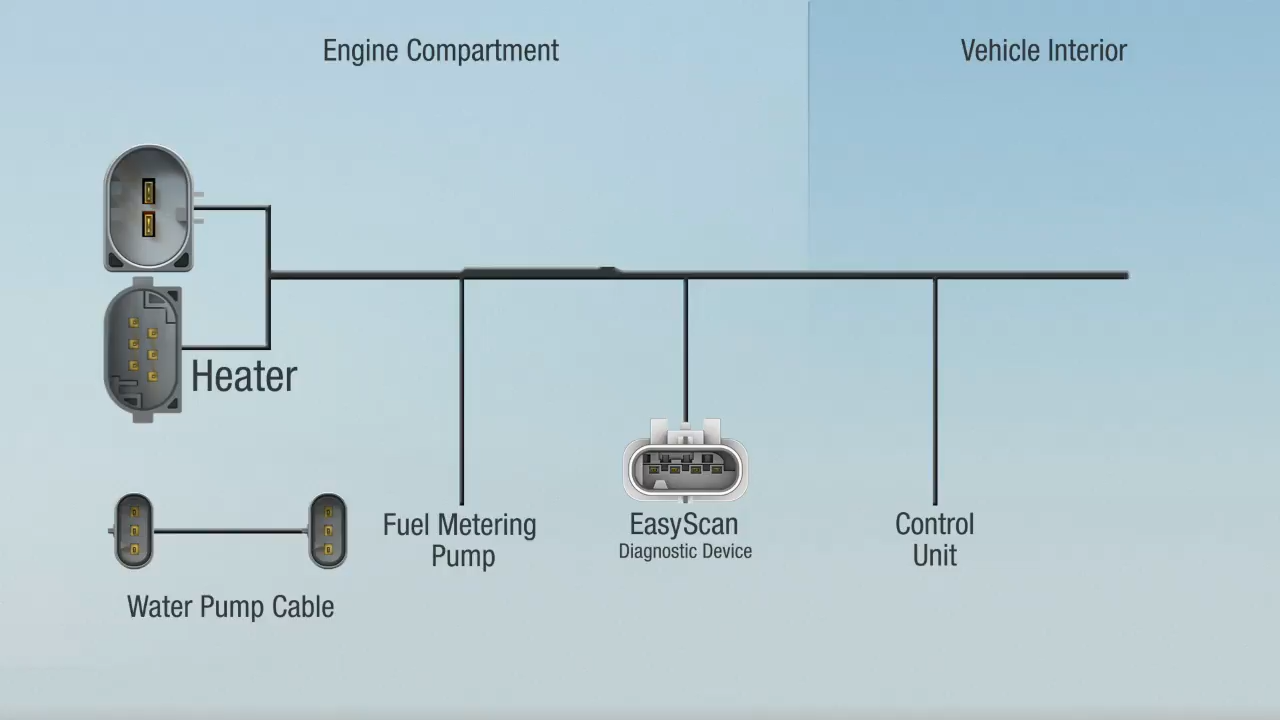 Engine Compartment
Vehicle Interior
Heater
Fuel Metering
Pump
EasyScan
Diagnostic Device
Control
Unit
Water Pump Cable